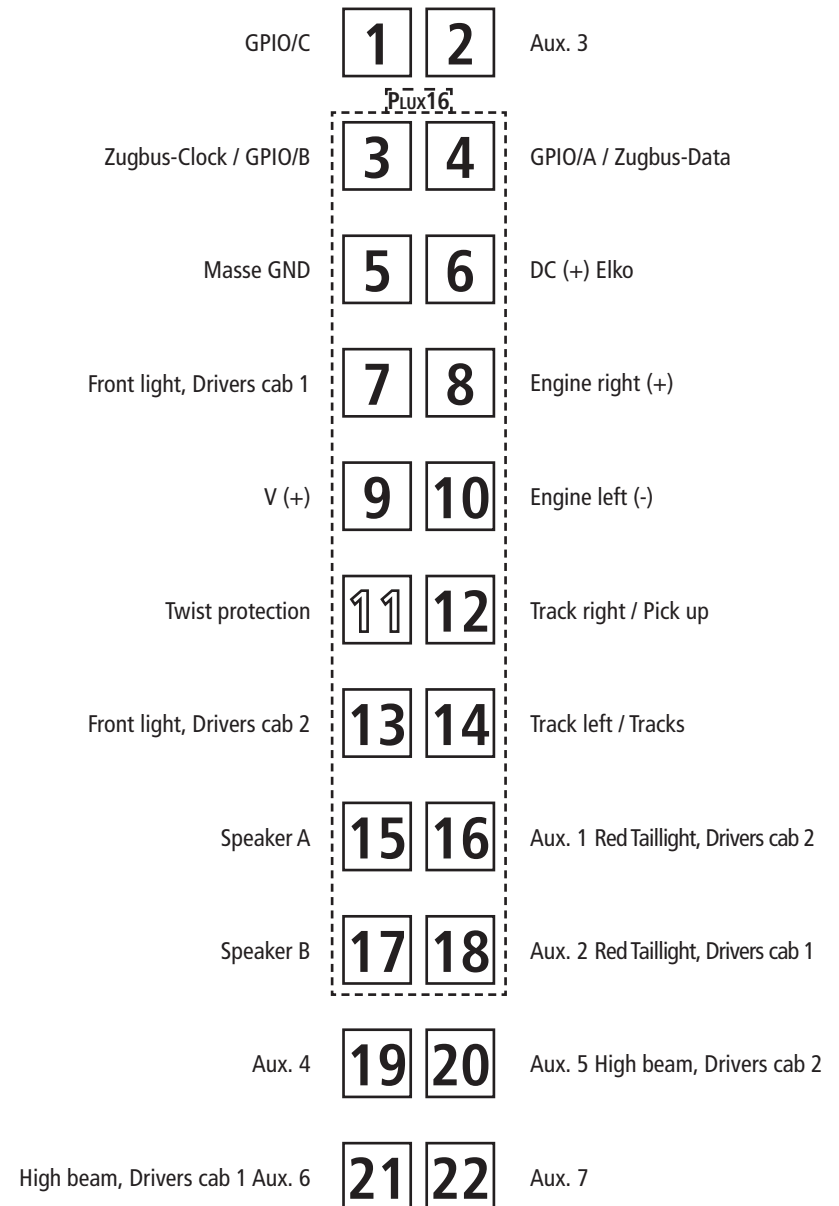 GPIO/C 1 2 Aux. 3
PLUX16
Zugbus-Clock / GPIO/B 3 4 GPIO/A / Zugbus-Data
Masse GND 5 6 DC (+) Elko
Front light, Drivers cab 1 7 8 Engine right (+)
V (+) 9 10 Engine left (-)
Twist protection 11 12 Track right / Pick up
Front light, Drivers cab 2 13 14 Track left / Tracks
Speaker A 15 16 Aux. 1 Red Taillight, Drivers cab 2
Speaker B 17 18 Aux. 2 Red Taillight, Drivers cab 1
Aux. 4 19 20 Aux. 5 High beam, Drivers cab 2
High beam, Drivers cab 1 Aux. 6 21 22 Aux. 7